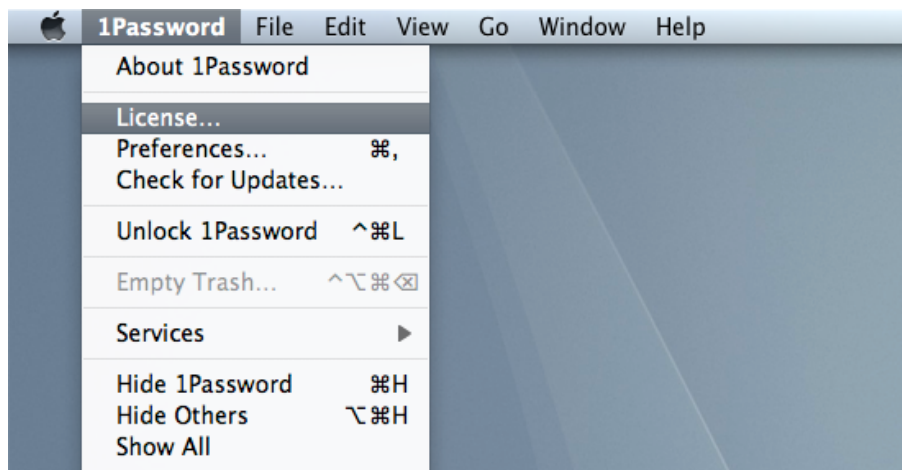 1Password File Edit View Go Window Help
About 1Password
License...
Preferences... ⌘,
Check for Updates...
Unlock 1Password ^⌘L
Empty Trash... ^⌥⌘⌫
Services ▶
Hide 1Password ⌘H
Hide Others ⌥⌘H
Show All